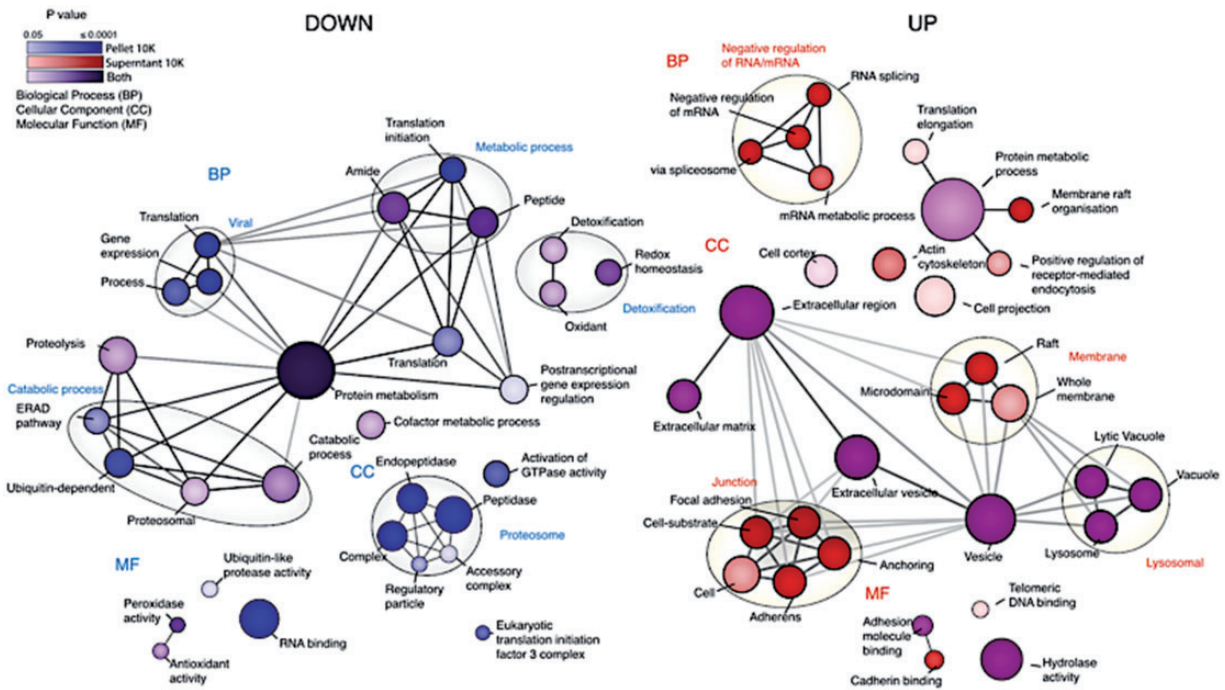 P value
0.05
≤ 0.0001
Pellet 10K
Superntant 10K
Both
Biological Process (BP)
Cellular Component (CC)
Molecular Function (MF)
DOWN
BP
Translation
initiation
Metabolic process
Amide
Peptide
Translation
Viral
Gene
expression
Process
Detoxification
Redox
homeostasis
Oxidant
Detoxification
Proteolysis
Translation
Protein metabolism
Postranscriptional
gene expression
regulation
Catabolic process
ERAD
pathway
Ubiquitin-dependent
Proteosomal
Catabolic
process
Cofactor metabolic process
CC
Endopeptidase
Activation of
GTPase activity
Peptidase
Proteosome
Complex
Regulatory
particle
Accessory
complex
MF
Ubiquitin-like
protease activity
Peroxidase
activity
RNA binding
Antioxidant
activity
Eukaryotic
translation initiation
factor 3 complex
UP
BP
Negative regulation
of RNA/mRNA
RNA splicing
Negative regulation
of mRNA
via spliceosome
mRNA metabolic process
Translation
elongation
Protein metabolic
process
Membrane raft
organisation
Positive regulation of
receptor-mediated
endocytosis
CC
Cell cortex
Actin
cytoskeleton
Cell projection
Extracellular region
Extracellular matrix
Raft
Membrane
Microdomain
Whole
membrane
Extracellular vesicle
Lytic Vacuole
Vacuole
Lysosome
Lysosomal
Vesicle
Junction
Focal adhesion
Cell-substrate
Anchoring
Cell
Adherens
MF
Telomeric
DNA binding
Adhesion
molecule
binding
Cadherin binding
Hydrolase
activity